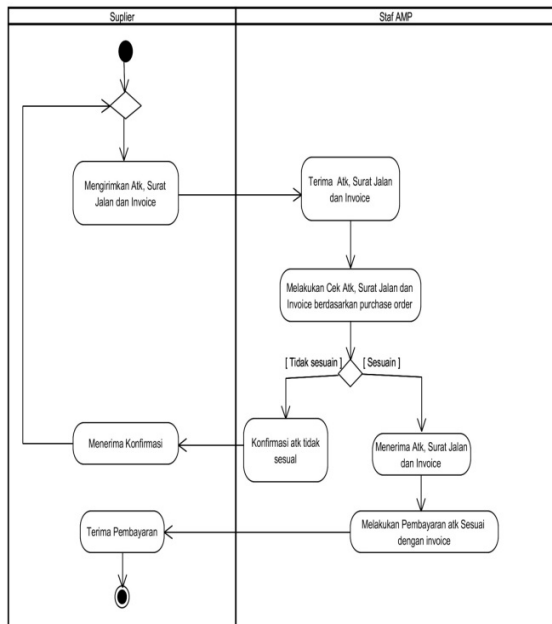 Suplier
Staf AMP
Mengirimkan Atk, Surat
Jalan dan Invoice
Terima Atk, Surat Jalan
dan Invoice
Melakukan Cek Atk, Surat Jalan dan
Invoice berdasarkan purchase order
[ Tidak sesuain ]
[ Sesuain ]
Menerima Konfirmasi
Konfirmasi atk tidak
sesual
Menerima Atk, Surat Jalan
dan Invoice
Terima Pembayaran
Melakukan Pembayaran atk Sesuai
dengan invoice